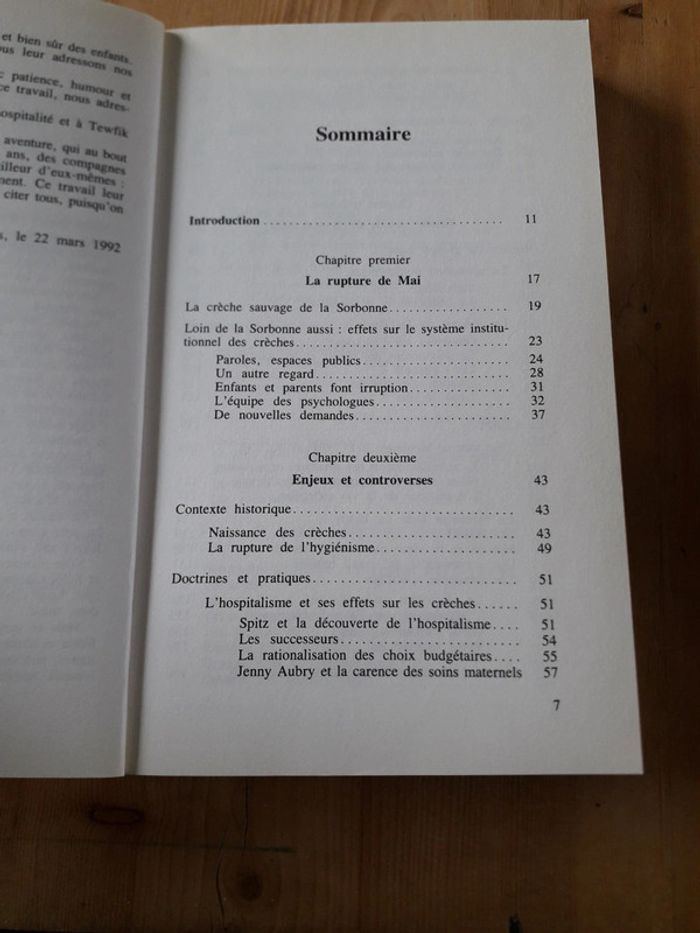 et bien sûr des enfants.
ous leur adressons nos
patience, humour et
ce travail, nous adres-
ospitalité et à Tewfik
aventure, qui au bout
ans, des compagnes
illeur d'eux-mêmes :
ment. Ce travail leur
citer tous, puisqu'on
le 22 mars 1992
Sommaire
Introduction ........................................ 11
Chapitre premier
La rupture de Mai 17
La crèche sauvage de la Sorbonne .................. 19
Loin de la Sorbonne aussi : effets sur le système institu-
tionnel des crèches ................................ 23
Paroles, espaces publics ...................... 24
Un autre regard ............................. 28
Enfants et parents font irruption ............... 31
L'équipe des psychologues .................... 32
De nouvelles demandes ....................... 37
Chapitre deuxième
Enjeux et controverses 43
Contexte historique ................................ 43
Naissance des crèches ........................ 43
La rupture de l'hygiénisme .................... 49
Doctrines et pratiques ............................. 51
L'hospitalisme et ses effets sur les crèches ...... 51
Spitz et la découverte de l'hospitalisme .... 51
Les successeurs ......................... 54
La rationalisation des choix budgétaires .... 55
Jenny Aubry et la carence des soins maternels 57
7